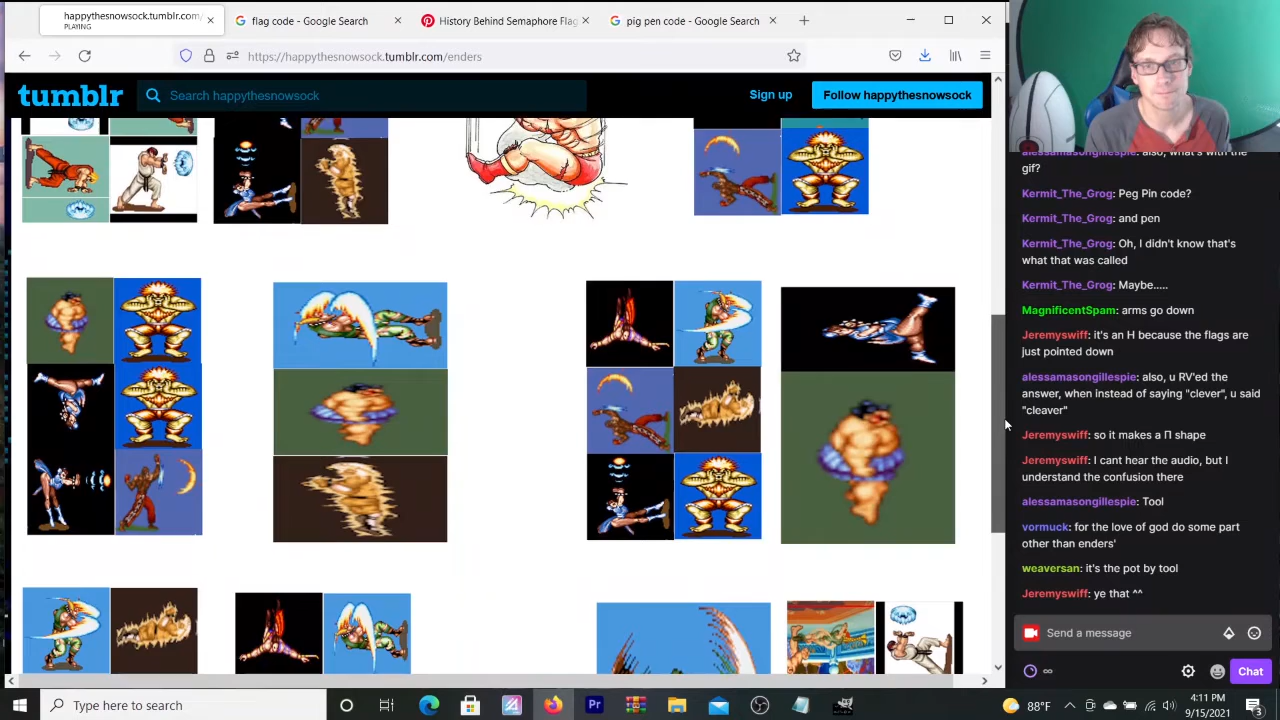 happythesnowsock.tumblr.com/
PLAYING
flag code - Google Search
History Behind Semaphore Flag
pig pen code - Google Search
https://happythesnowsock.tumblr.com/enders
tumblr
Search happythesnowsock
Sign up
Follow happythesnowsock
alessamasongillespie: also, what's with the
gif?
Kermit_The_Grog: Peg Pin code?
Kermit_The_Grog: and pen
Kermit_The_Grog: Oh, I didn't know that's
what that was called
Kermit_The_Grog: Maybe.....
MagnificentSpam: arms go down
Jeremyswiff: it's an H because the flags are
just pointed down
alessamasongillespie: also, u RV'ed the
answer, when instead of saying "clever", u said
"cleaver"
Jeremyswiff: so it makes a П shape
Jeremyswiff: I cant hear the audio, but I
understand the confusion there
alessamasongillespie: Tool
vormuck: for the love of god do some part
other than enders'
weaversan: it's the pot by tool
Jeremyswiff: ye that ^^
Send a message
Chat
Type here to search
88°F
4:11 PM
9/15/2021
3